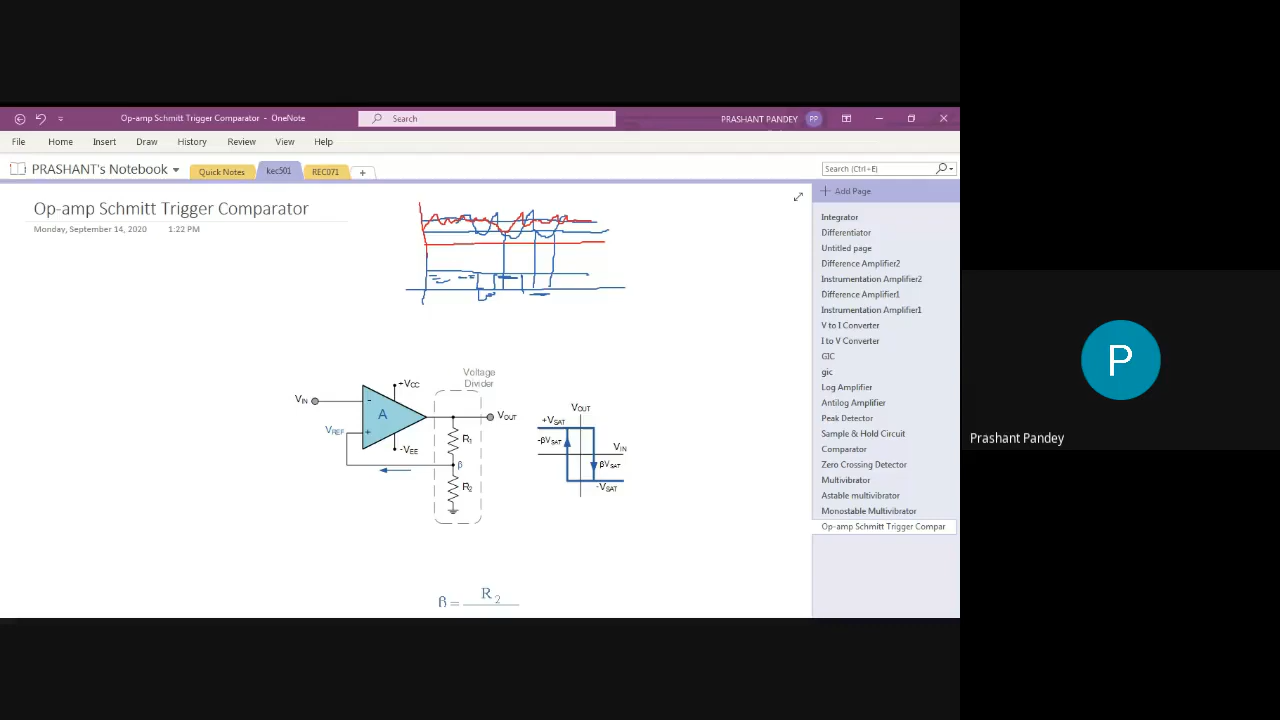 Op-amp Schmitt Trigger Comparator - OneNote
Search
PRASHANT PANDEY
PP
File Home Insert Draw History Review View Help
PRASHANT's Notebook
Quick Notes
kec501
REC071
Search (Ctrl+E)
Op-amp Schmitt Trigger Comparator
Monday, September 14, 2020 1:22 PM
Voltage
Divider
+VCC
VIN
-
A
VOUT
VREF
+
R1
-VEE
β
R2
VOUT
+VSAT
-βVSAT
VIN
βVSAT
-VSAT
β = R 2
Add Page
Integrator
Differentiator
Untitled page
Difference Amplifier2
Instrumentation Amplifier2
Difference Amplifier1
Instrumentation Amplifier1
V to I Converter
I to V Converter
GIC
gic
Log Amplifier
Antilog Amplifier
Peak Detector
Sample & Hold Circuit
Comparator
Zero Crossing Detector
Multivibrator
Astable multivibrator
Monostable Multivibrator
Op-amp Schmitt Trigger Compar
P
Prashant Pandey